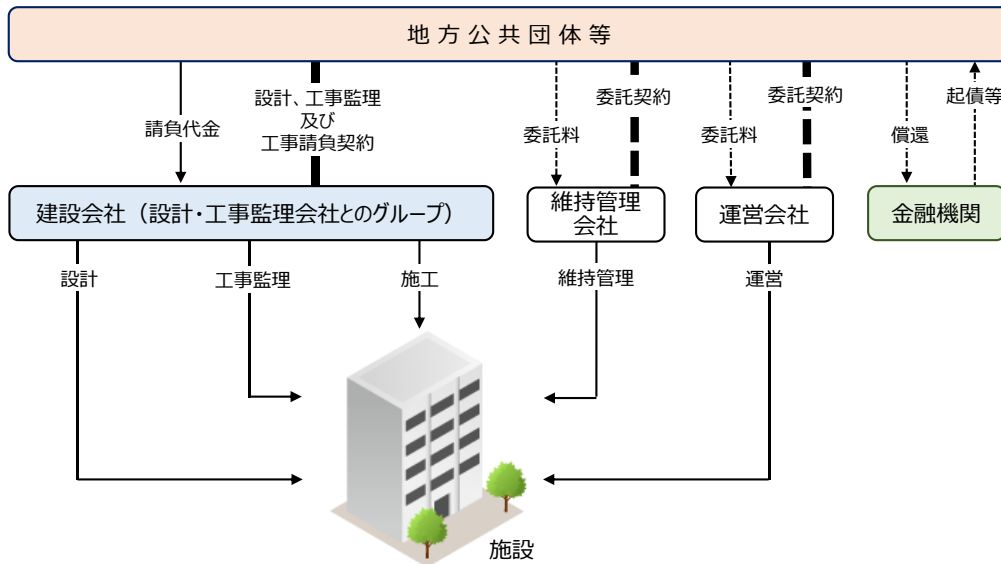 地方公共団体等
請負代金
設計、工事監理
及び
工事請負契約
委託料
委託契約
委託料
委託契約
償還
起債等
建設会社（設計・工事監理会社とのグループ）
維持管理
会社
運営会社
金融機関
設計
工事監理
施工
維持管理
運営
施設